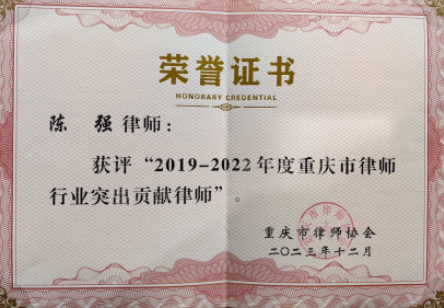 荣誉证书
HONORARY CREDENTIAL
陈 强 律师：
获评“2019-2022年度重庆市律师
行业突出贡献律师”。
重庆市律师协会
二〇二三年十二月